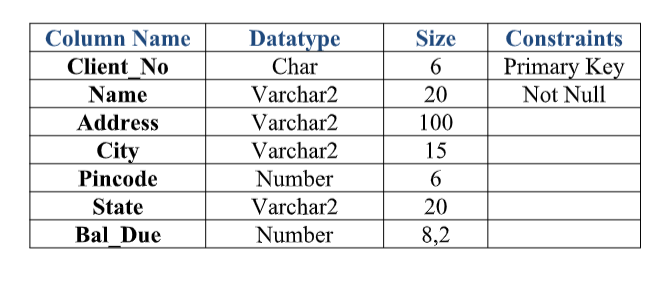 Column Name Datatype Size Constraints
Client_No Char 6 Primary Key
Name Varchar2 20 Not Null
Address Varchar2 100
City Varchar2 15
Pincode Number 6
State Varchar2 20
Bal_Due Number 8,2